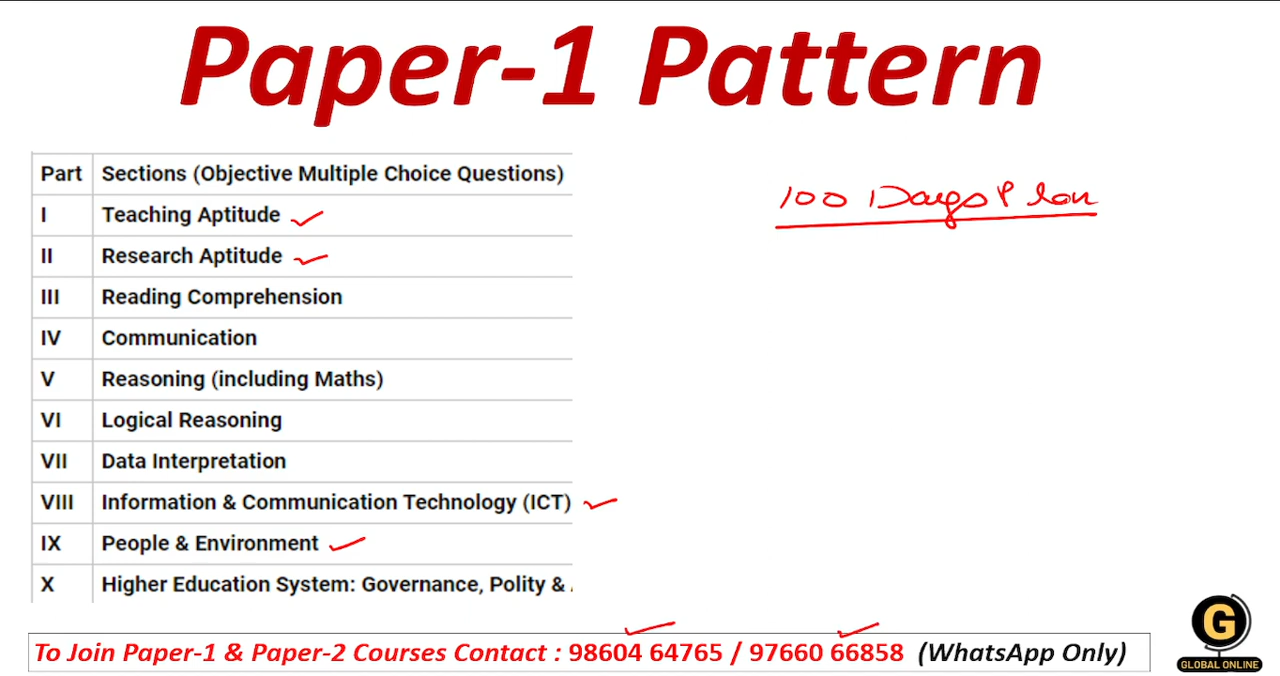 Paper-1 Pattern
Part Sections (Objective Multiple Choice Questions)
I Teaching Aptitude
II Research Aptitude
III Reading Comprehension
IV Communication
V Reasoning (including Maths)
VI Logical Reasoning
VII Data Interpretation
VIII Information & Communication Technology (ICT)
IX People & Environment
X Higher Education System: Governance, Polity &
100 Days Plan
To Join Paper-1 & Paper-2 Courses Contact : 98604 64765 / 97660 66858 (WhatsApp Only)
G
GLOBAL ONLINE